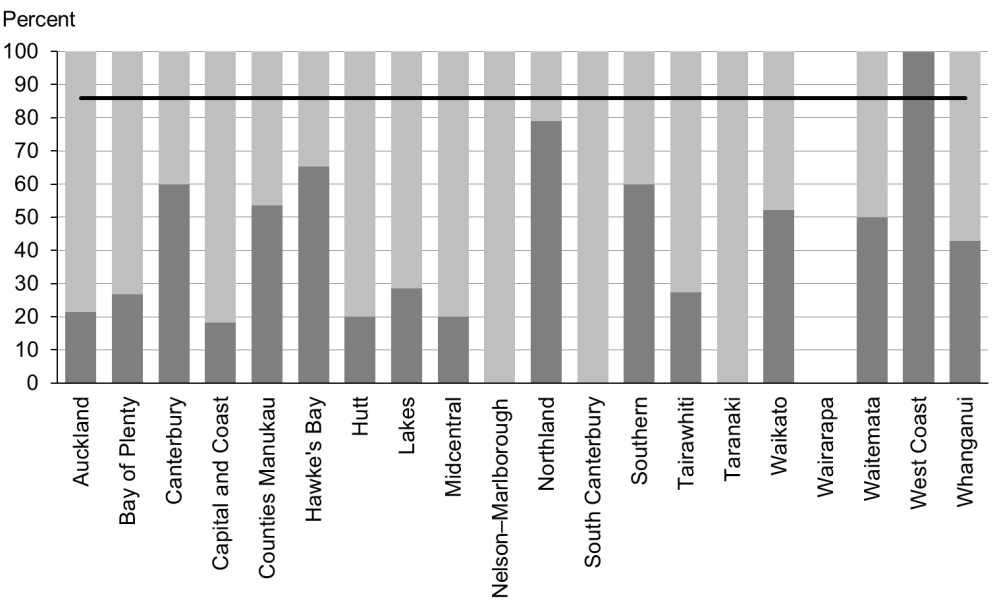 Percent
100
90
80
70
60
50
40
30
20
10
0
Auckland
Bay of Plenty
Canterbury
Capital and Coast
Counties Manukau
Hawke's Bay
Hutt
Lakes
Midcentral
Nelson–Marlborough
Northland
South Canterbury
Southern
Tairawhiti
Taranaki
Waikato
Wairarapa
Waitemata
West Coast
Whanganui